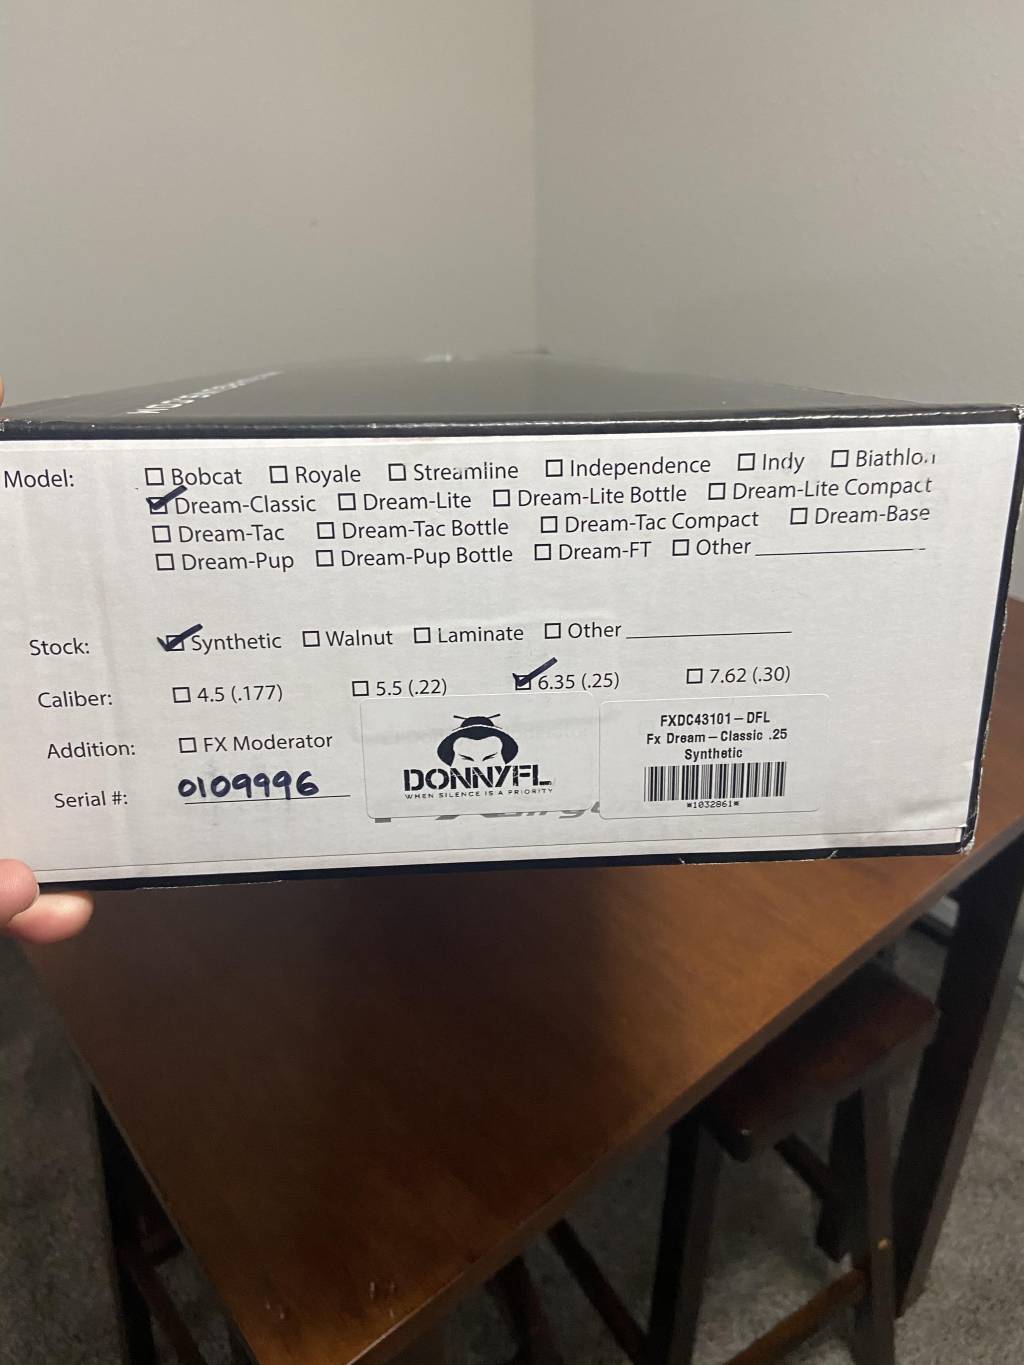 Model: ☐ Bobcat ☐ Royale ☐ Streamline ☐ Independence ☐ Indy ☐ Biathlon
☑ Dream-Classic ☐ Dream-Lite ☐ Dream-Lite Bottle ☐ Dream-Lite Compact
☐ Dream-Tac ☐ Dream-Tac Bottle ☐ Dream-Tac Compact ☐ Dream-Base
☐ Dream-Pup ☐ Dream-Pup Bottle ☐ Dream-FT ☐ Other
Stock: ☑ Synthetic ☐ Walnut ☐ Laminate ☐ Other
Caliber: ☐ 4.5 (.177) ☐ 5.5 (.22) ☑ 6.35 (.25) ☐ 7.62 (.30)
Addition: ☐ FX Moderator
Serial #: 0109996
DONNYFL
WHEN SILENCE IS A PRIORITY
FXDC43101-DFL
Fx Dream-Classic .25
Synthetic
*1032861*